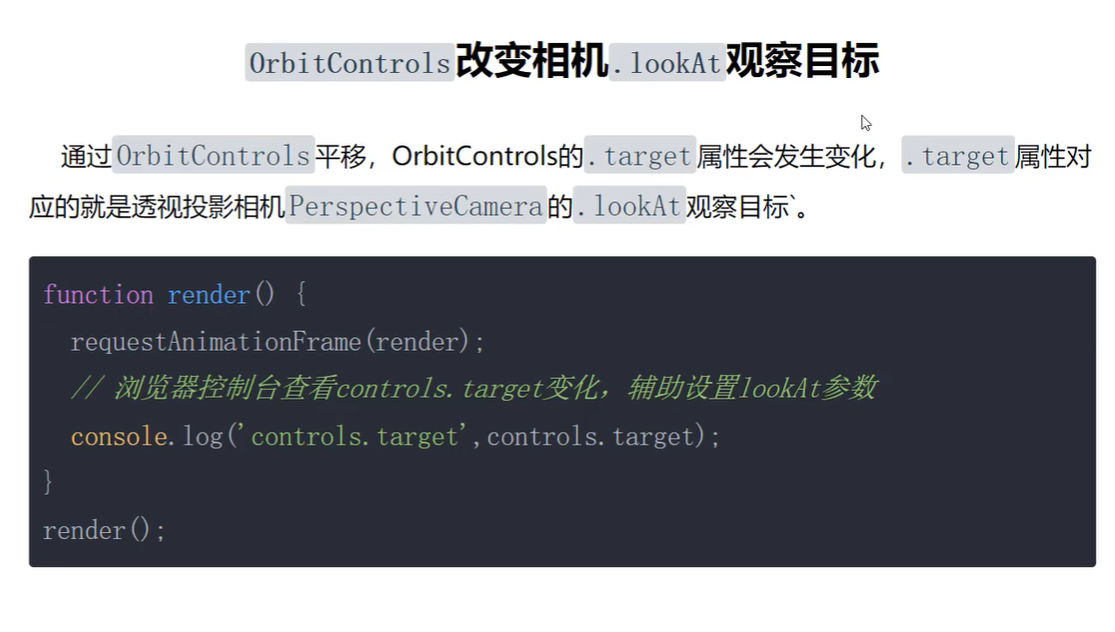 OrbitControls改变相机.lookAt观察目标
通过OrbitControls平移，OrbitControls的.target属性会发生变化，.target属性对
应的就是透视投影相机PerspectiveCamera的.lookAt观察目标`。
function render() {
  requestAnimationFrame(render);
  // 浏览器控制台查看controls.target变化，辅助设置lookAt参数
  console.log('controls.target',controls.target);
}
render();